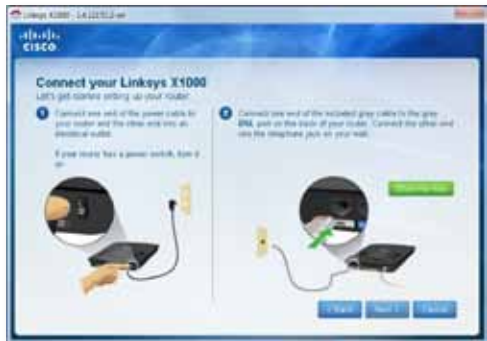 CISCO
Connect your Linksys X1000
Let's get started setting up your router.
1 Connect one end of the power cable to
your router and the other end into an
electrical outlet.
If your router has a power switch, turn it
on.
2 Connect one end of the included gray cable to the gray
DSL port on the back of your router. Connect the other end
into the telephone jack on your wall.
< Back
Next >
Cancel